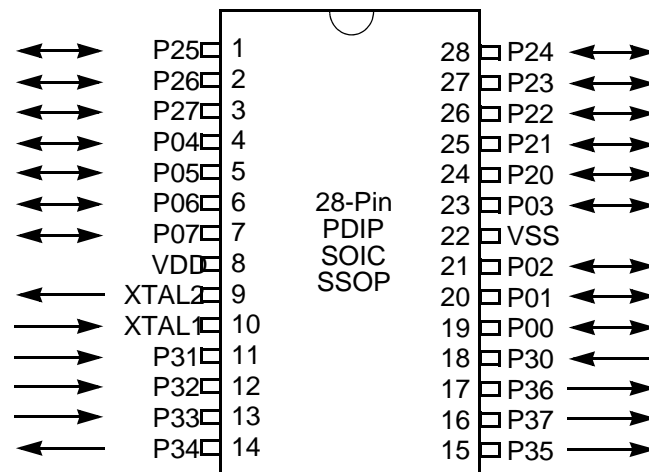 P25 1 28 P24
P26 2 27 P23
P27 3 26 P22
P04 4 25 P21
P05 5 24 P20
P06 6 28-Pin 23 P03
P07 7 PDIP 22 VSS
VDD 8 SOIC 21 P02
XTAL2 9 SSOP 20 P01
XTAL1 10 19 P00
P31 11 18 P30
P32 12 17 P36
P33 13 16 P37
P34 14 15 P35